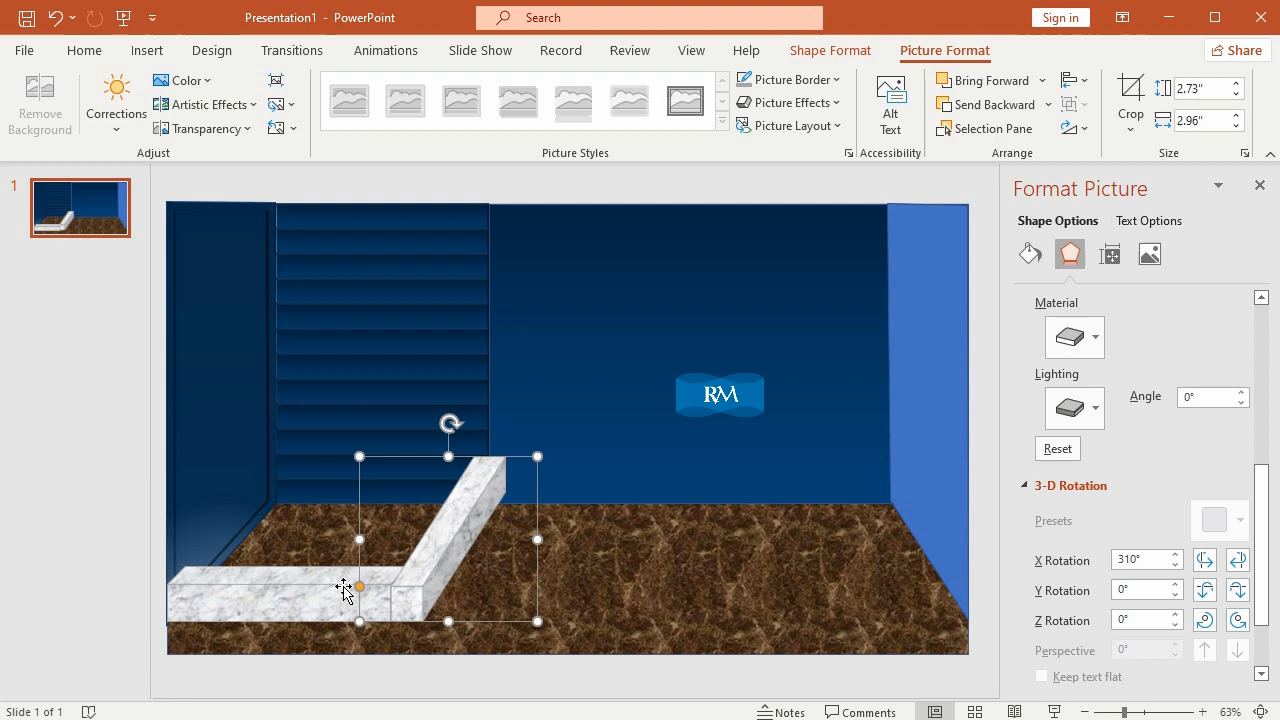 Presentation1 - PowerPoint
Search
Sign in
File Home Insert Design Transitions Animations Slide Show Record Review View Help Shape Format Picture Format Share
Remove Background
Corrections
Color
Artistic Effects
Transparency
Adjust
Picture Border
Picture Effects
Picture Layout
Picture Styles
Alt Text
Accessibility
Bring Forward
Send Backward
Selection Pane
Arrange
Crop
2.73"
2.96"
Size
1
RM
Format Picture
Shape Options Text Options
Material
Lighting
Angle 0°
Reset
3-D Rotation
Presets
X Rotation 310°
Y Rotation 0°
Z Rotation 0°
Perspective 0°
Keep text flat
Slide 1 of 1
Notes
Comments
63%